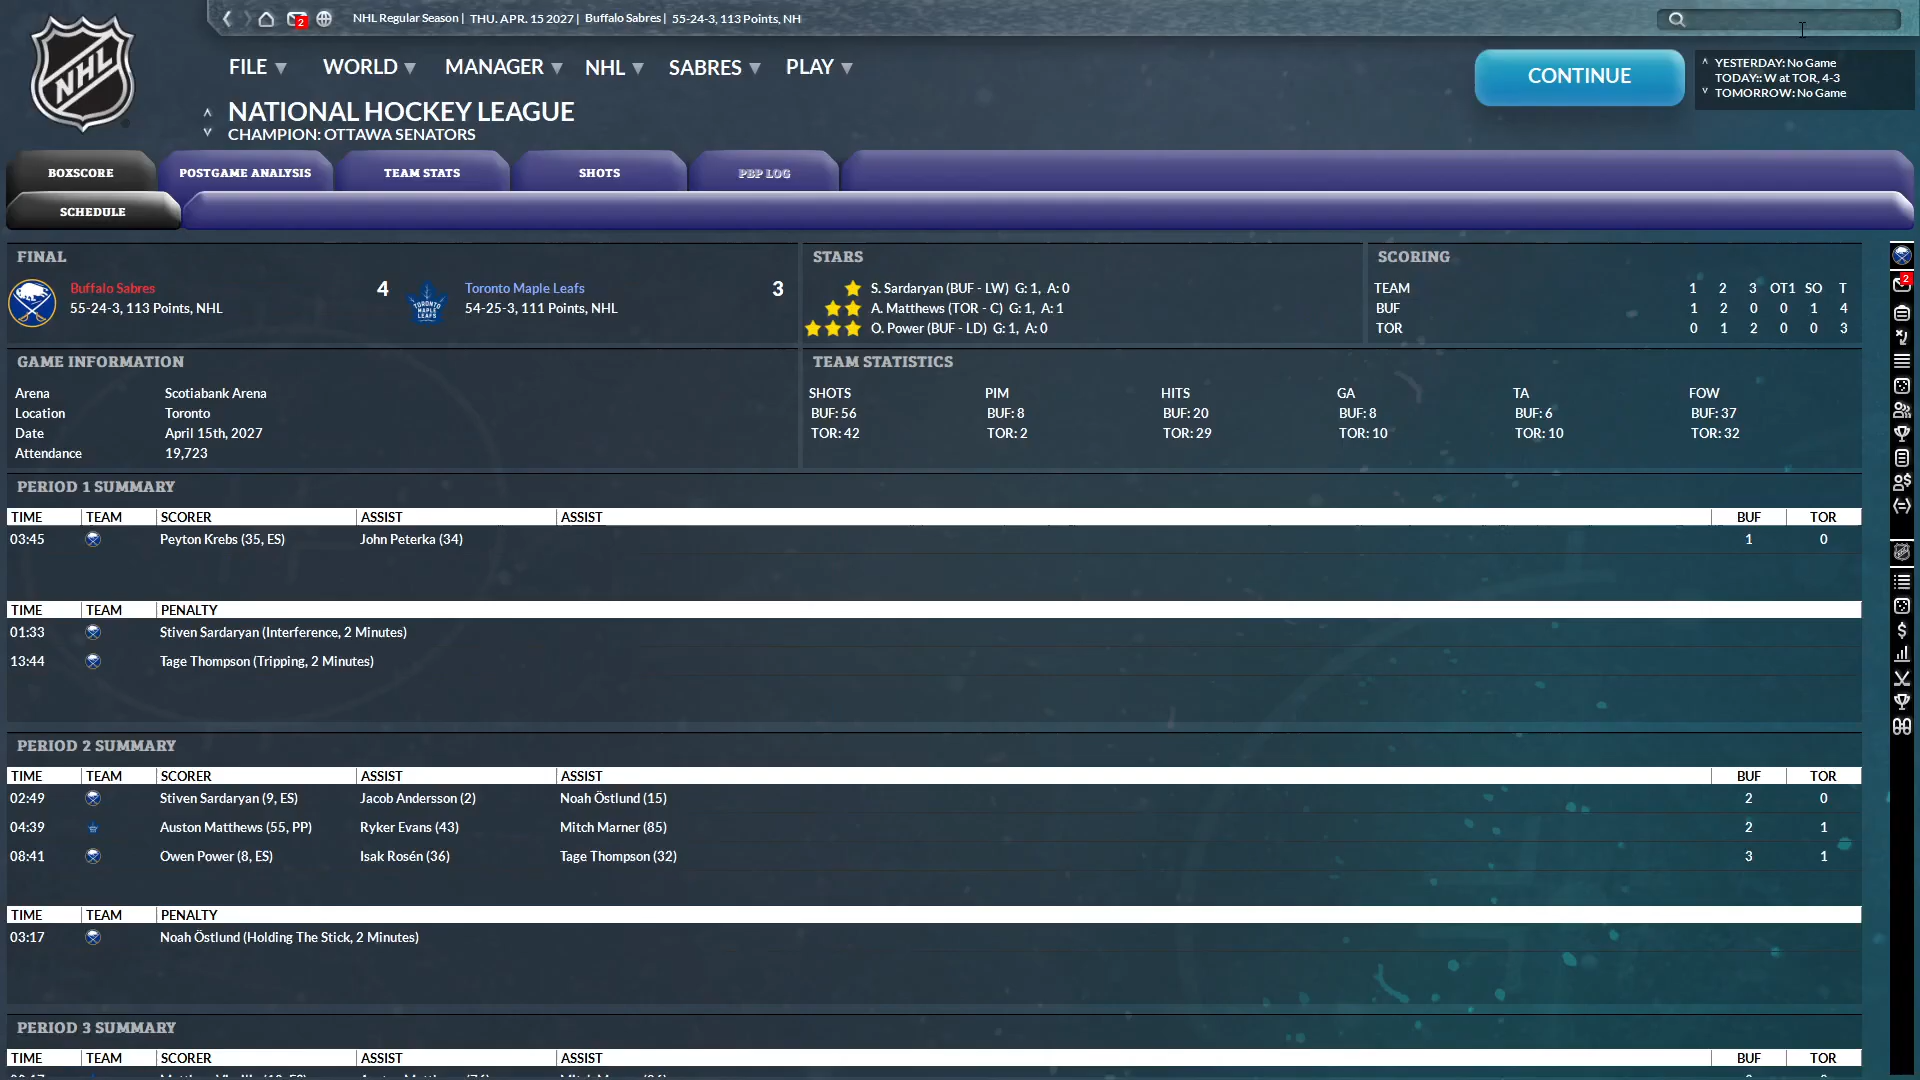 NHL Regular Season | THU. APR. 15 2027 | Buffalo Sabres | 55-24-3, 113 Points, NH
2
NHL
FILE WORLD MANAGER NHL SABRES PLAY
CONTINUE
YESTERDAY: No Game
TODAY:: W at TOR, 4-3
TOMORROW: No Game
NATIONAL HOCKEY LEAGUE
CHAMPION: OTTAWA SENATORS
BOXSCORE POSTGAME ANALYSIS TEAM STATS SHOTS PBP LOG
SCHEDULE
FINAL
Buffalo Sabres 4
55-24-3, 113 Points, NHL
Toronto Maple Leafs 3
54-25-3, 111 Points, NHL
STARS
S. Sardaryan (BUF - LW) G: 1, A: 0
A. Matthews (TOR - C) G: 1, A: 1
O. Power (BUF - LD) G: 1, A: 0
SCORING
TEAM 1 2 3 OT1 SO T
BUF 1 2 0 0 1 4
TOR 0 1 2 0 0 3
GAME INFORMATION
Arena Scotiabank Arena
Location Toronto
Date April 15th, 2027
Attendance 19,723
TEAM STATISTICS
SHOTS PIM HITS GA TA FOW
BUF: 56 BUF: 8 BUF: 20 BUF: 8 BUF: 6 BUF: 37
TOR: 42 TOR: 2 TOR: 29 TOR: 10 TOR: 10 TOR: 32
PERIOD 1 SUMMARY
TIME TEAM SCORER ASSIST ASSIST BUF TOR
03:45 Peyton Krebs (35, ES) John Peterka (34) 1 0
TIME TEAM PENALTY
01:33 Stiven Sardaryan (Interference, 2 Minutes)
13:44 Tage Thompson (Tripping, 2 Minutes)
PERIOD 2 SUMMARY
TIME TEAM SCORER ASSIST ASSIST BUF TOR
02:49 Stiven Sardaryan (9, ES) Jacob Andersson (2) Noah Östlund (15) 2 0
04:39 Auston Matthews (55, PP) Ryker Evans (43) Mitch Marner (85) 2 1
08:41 Owen Power (8, ES) Isak Rosén (36) Tage Thompson (32) 3 1
TIME TEAM PENALTY
03:17 Noah Östlund (Holding The Stick, 2 Minutes)
PERIOD 3 SUMMARY
TIME TEAM SCORER ASSIST ASSIST BUF TOR